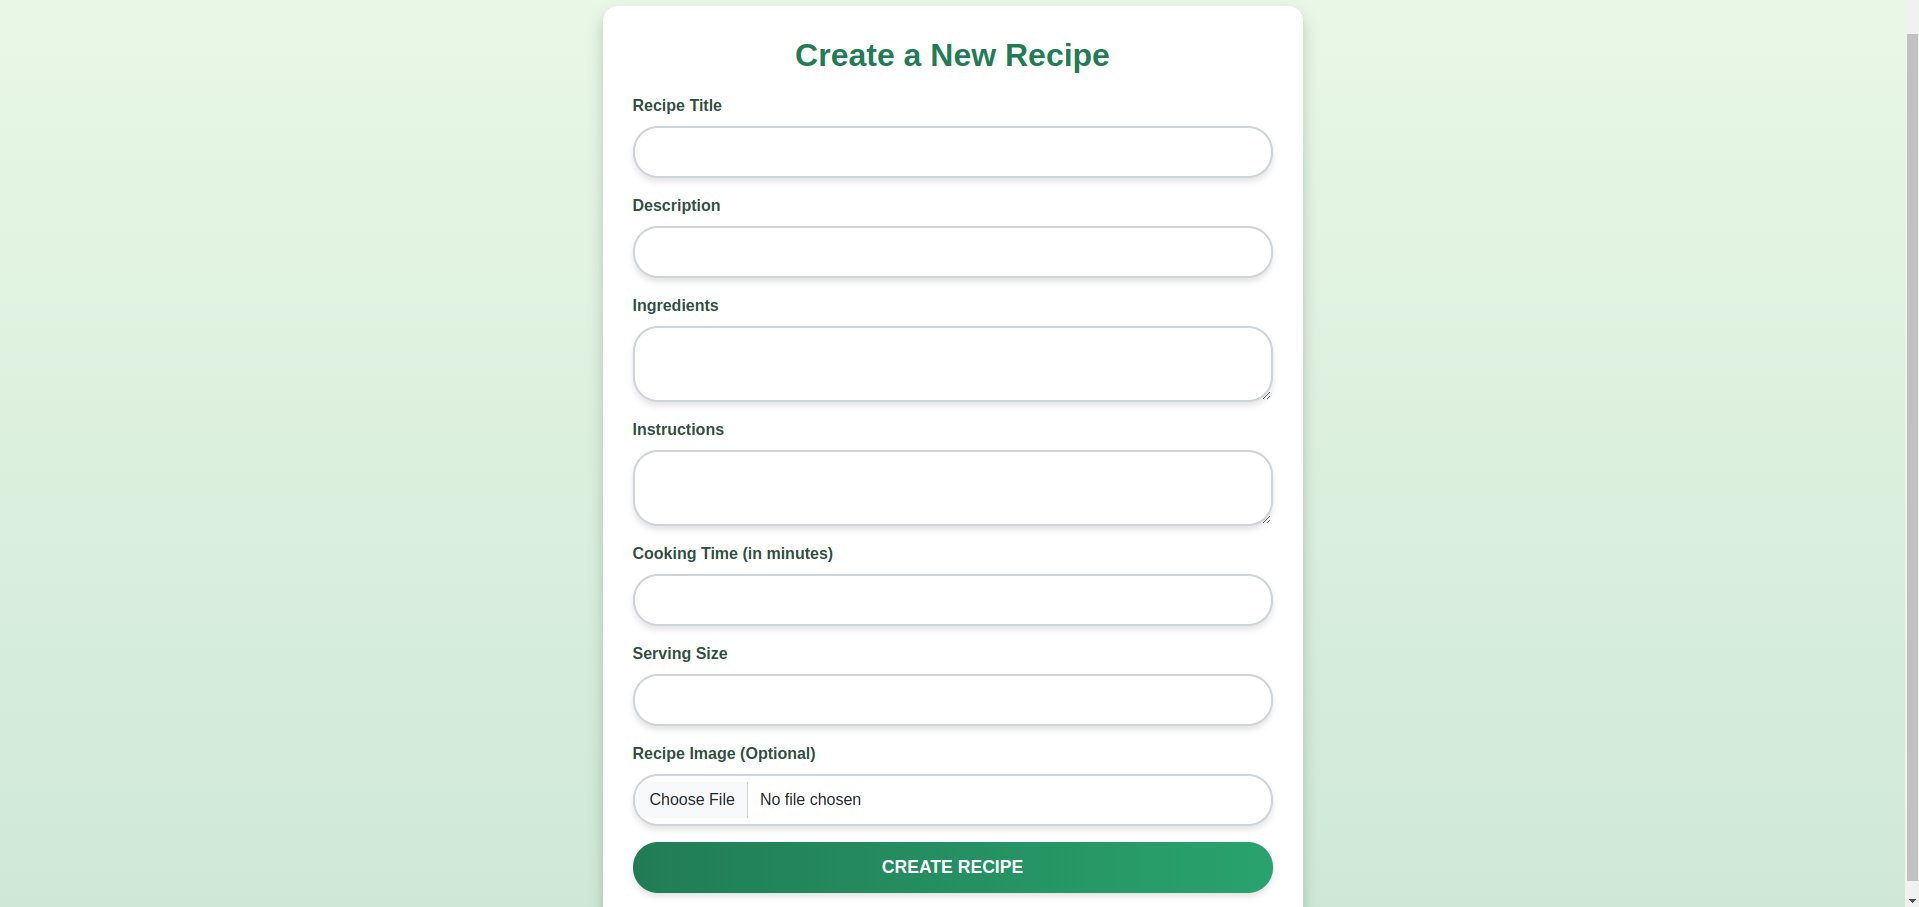 Create a New Recipe
Recipe Title
Description
Ingredients
Instructions
Cooking Time (in minutes)
Serving Size
Recipe Image (Optional)
Choose File No file chosen
CREATE RECIPE